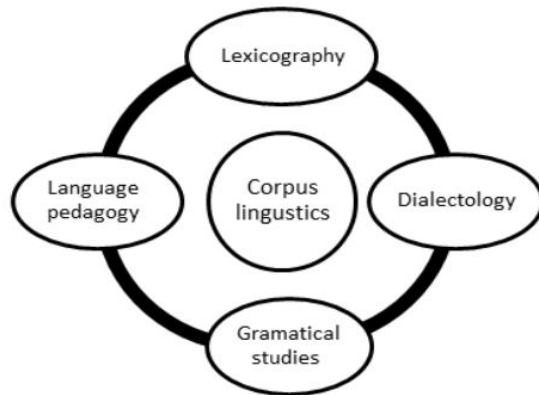 Lexicography
Language
pedagogy
Corpus
lingustics
Dialectology
Gramatical
studies